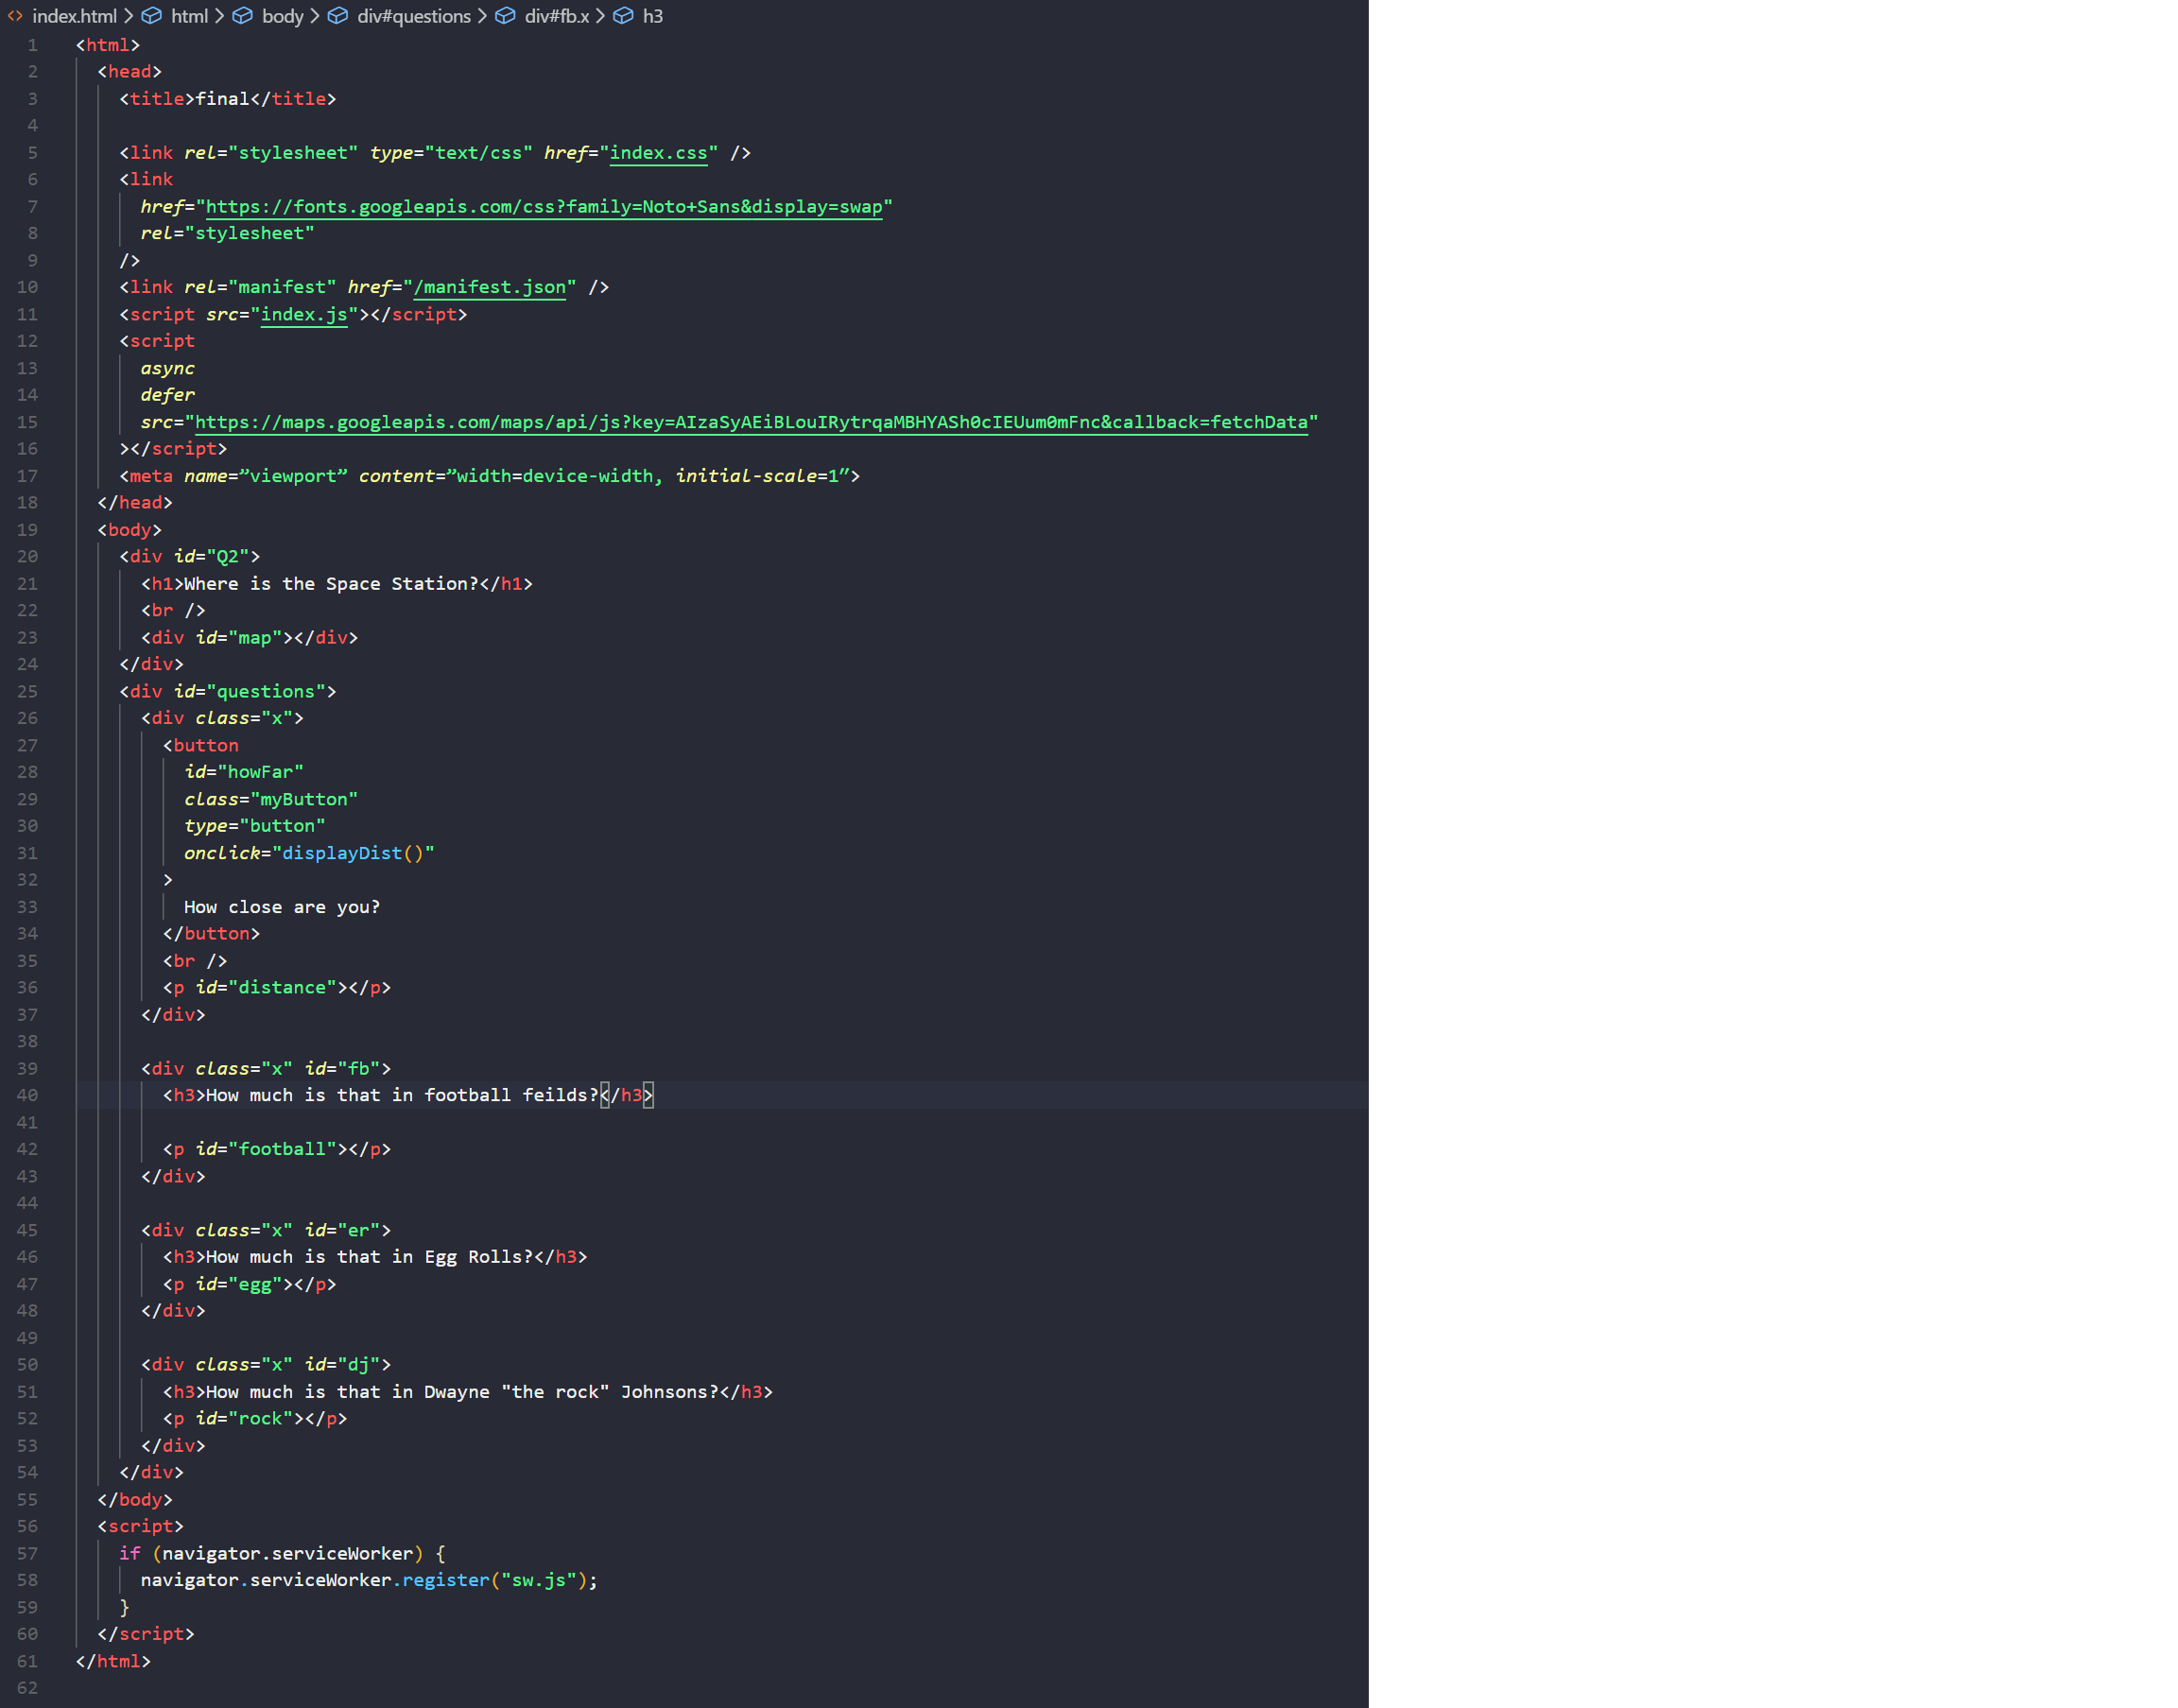 index.html > html > body > div#questions > div#fb.x > h3
1 <html>
2 <head>
3 <title>final</title>
4
5 <link rel="stylesheet" type="text/css" href="index.css" />
6 <link
7 href="https://fonts.googleapis.com/css?family=Noto+Sans&display=swap"
8 rel="stylesheet"
9 />
10 <link rel="manifest" href="/manifest.json" />
11 <script src="index.js"></script>
12 <script
13 async
14 defer
15 src="https://maps.googleapis.com/maps/api/js?key=AIzaSyAEiBLouIRytrqaMBHYASh0cIEUum0mFnc&callback=fetchData"
16 ></script>
17 <meta name=”viewport” content=”width=device-width, initial-scale=1″>
18 </head>
19 <body>
20 <div id="Q2">
21 <h1>Where is the Space Station?</h1>
22 <br />
23 <div id="map"></div>
24 </div>
25 <div id="questions">
26 <div class="x">
27 <button
28 id="howFar"
29 class="myButton"
30 type="button"
31 onclick="displayDist()"
32 >
33 How close are you?
34 </button>
35 <br />
36 <p id="distance"></p>
37 </div>
38
39 <div class="x" id="fb">
40 <h3>How much is that in football feilds?</h3>
41
42 <p id="football"></p>
43 </div>
44
45 <div class="x" id="er">
46 <h3>How much is that in Egg Rolls?</h3>
47 <p id="egg"></p>
48 </div>
49
50 <div class="x" id="dj">
51 <h3>How much is that in Dwayne "the rock" Johnsons?</h3>
52 <p id="rock"></p>
53 </div>
54 </div>
55 </body>
56 <script>
57 if (navigator.serviceWorker) {
58 navigator.serviceWorker.register("sw.js");
59 }
60 </script>
61 </html>
62